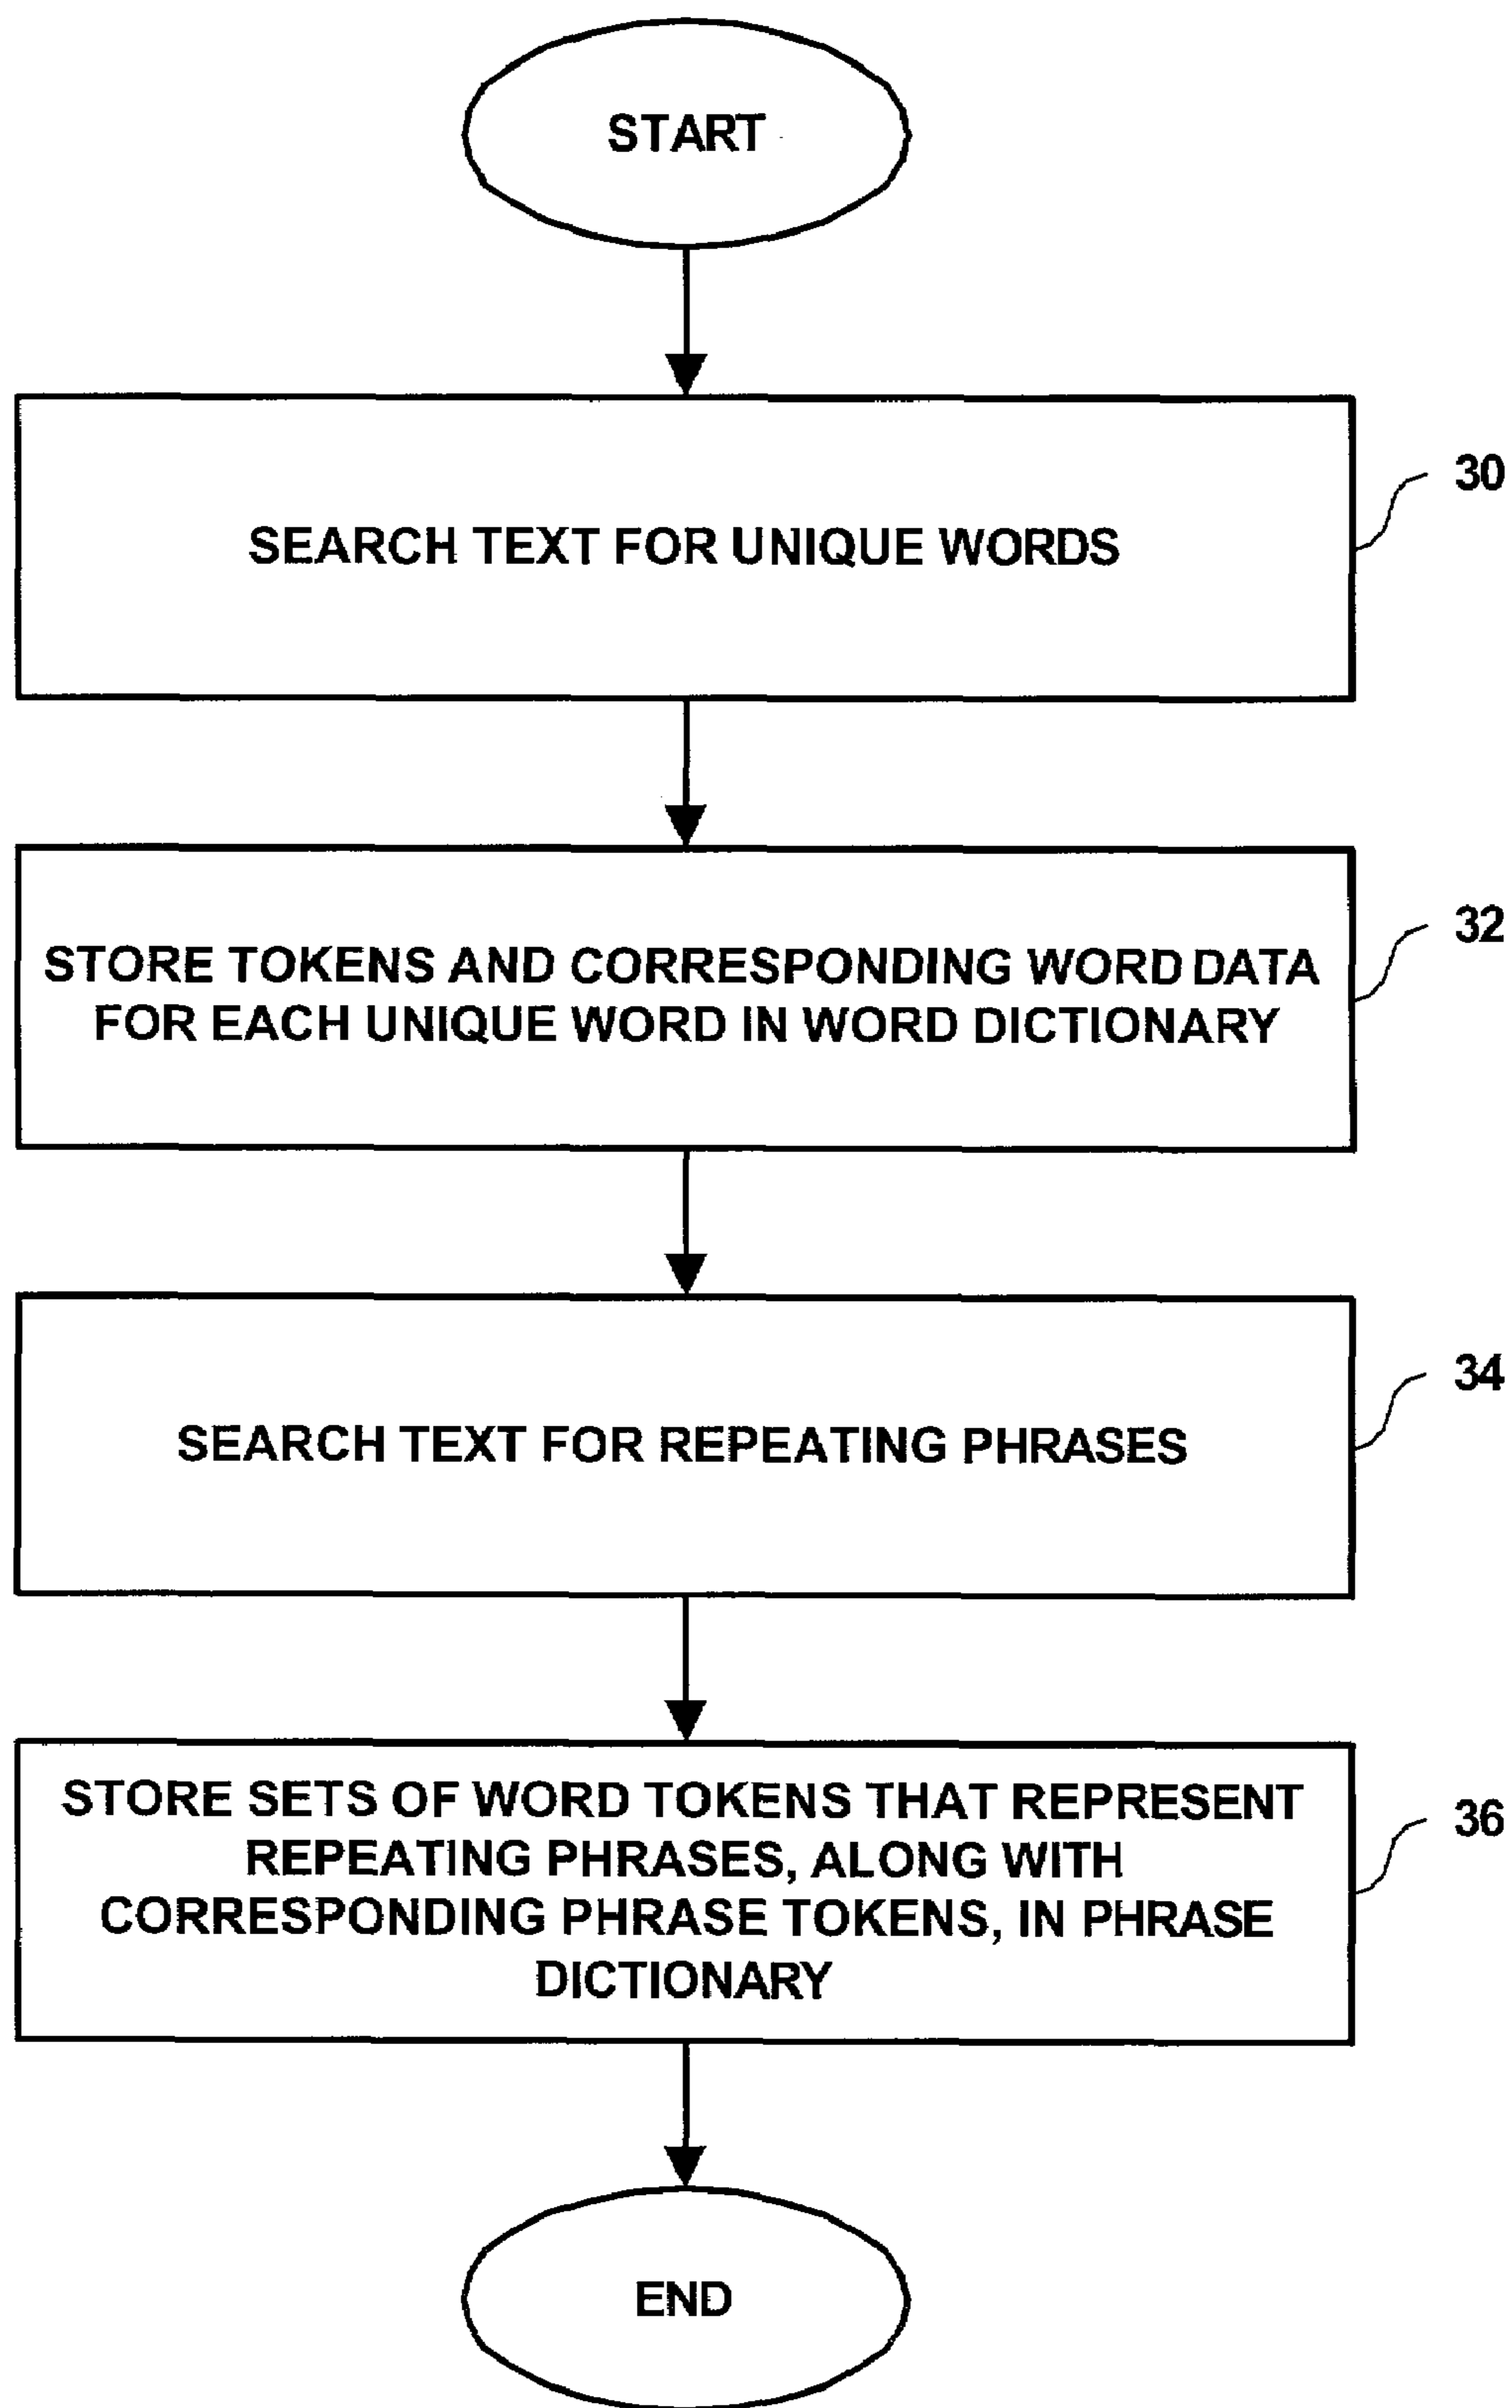 START
30
SEARCH TEXT FOR UNIQUE WORDS
32
STORE TOKENS AND CORRESPONDING WORD DATA
FOR EACH UNIQUE WORD IN WORD DICTIONARY
34
SEARCH TEXT FOR REPEATING PHRASES
36
STORE SETS OF WORD TOKENS THAT REPRESENT
REPEATING PHRASES, ALONG WITH
CORRESPONDING PHRASE TOKENS, IN PHRASE
DICTIONARY
END